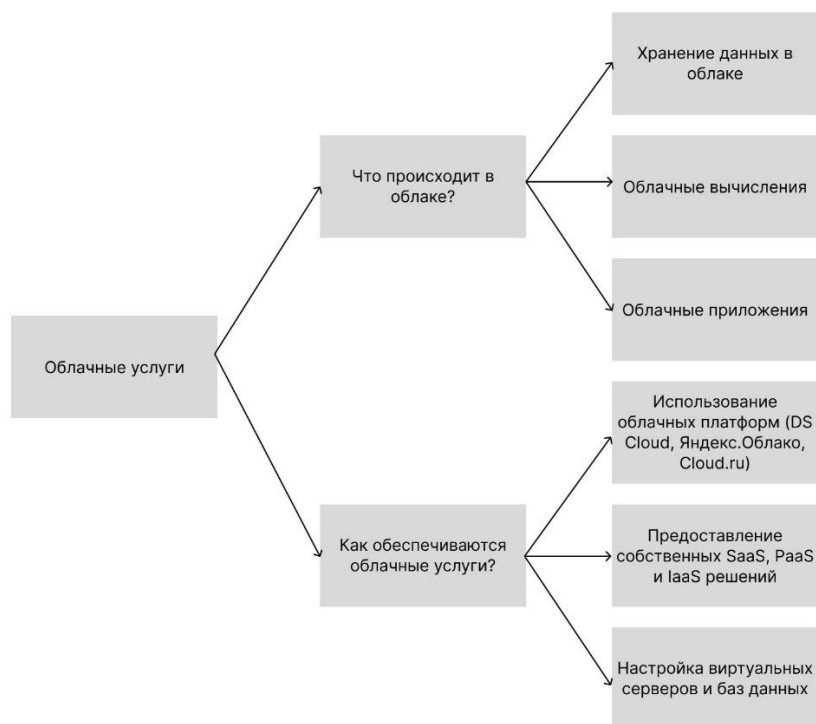 Хранение данных в
облаке
Что происходит в
облаке?
Облачные вычисления
Облачные приложения
Облачные услуги
Использование
облачных платформ (DS
Cloud, Яндекс.Облако,
Cloud.ru)
Как обеспечиваются
облачные услуги?
Предоставление
собственных SaaS, PaaS
и IaaS решений
Настройка виртуальных
серверов и баз данных